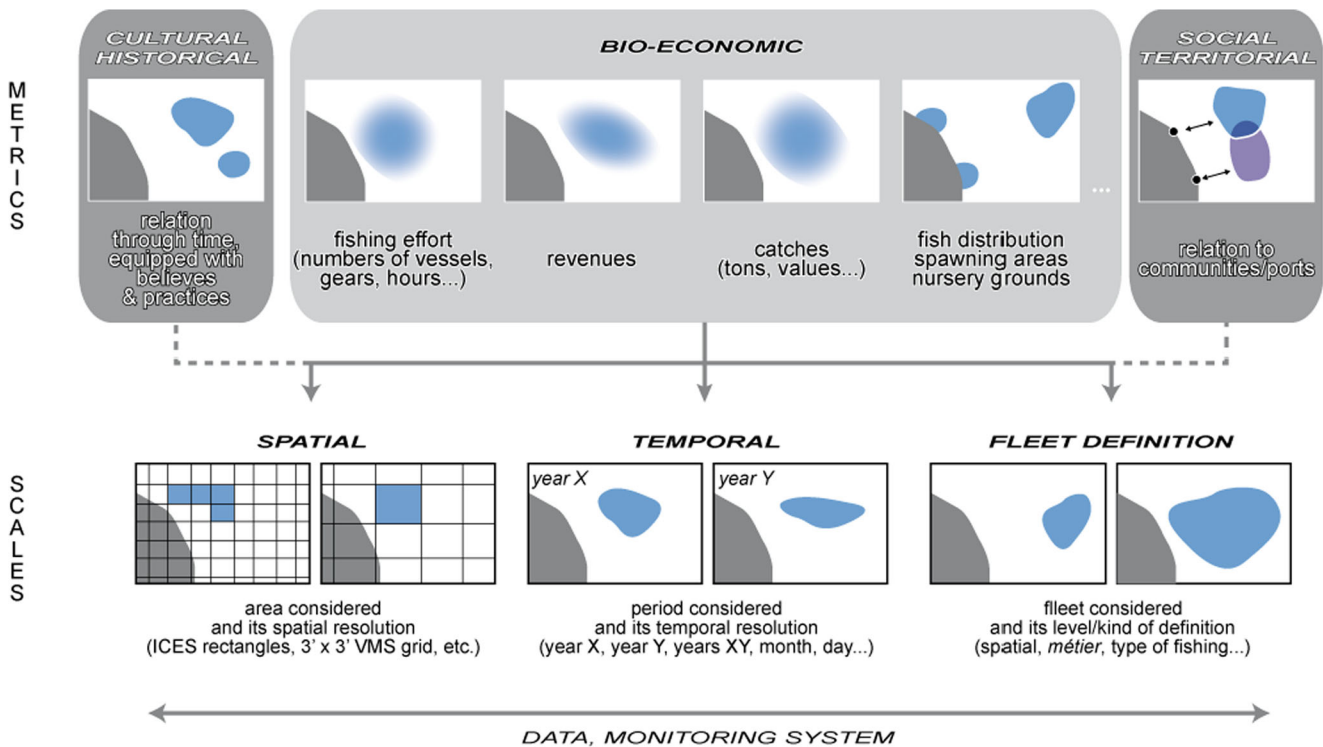 METRICS
CULTURAL
HISTORICAL
relation
through time,
equipped with
believes
& practices
BIO-ECONOMIC
fishing effort
(numbers of vessels,
gears, hours...)
revenues
catches
(tons, values...)
fish distribution
spawning areas
nursery grounds
...
SOCIAL
TERRITORIAL
relation to
communities/ports
SCALES
SPATIAL
area considered
and its spatial resolution
(ICES rectangles, 3' x 3' VMS grid, etc.)
TEMPORAL
year X
year Y
period considered
and its temporal resolution
(year X, year Y, years XY, month, day...)
FLEET DEFINITION
flleet considered
and its level/kind of definition
(spatial, métier, type of fishing...)
DATA, MONITORING SYSTEM